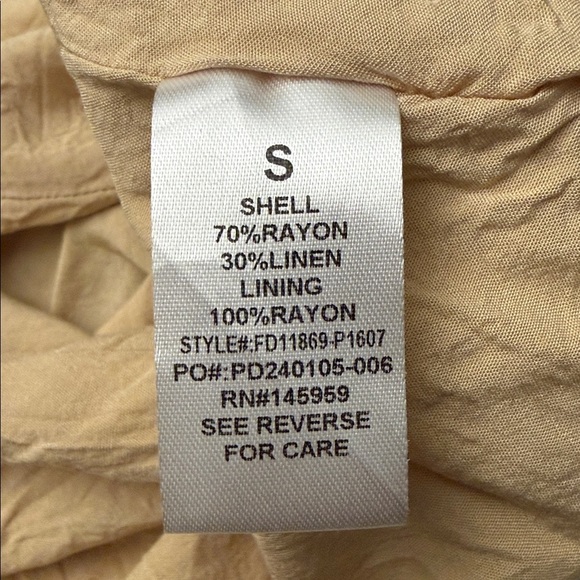 S
SHELL
70%RAYON
30%LINEN
LINING
100%RAYON
STYLE#:FD11869-P1607
PO#:PD240105-006
RN#145959
SEE REVERSE
FOR CARE